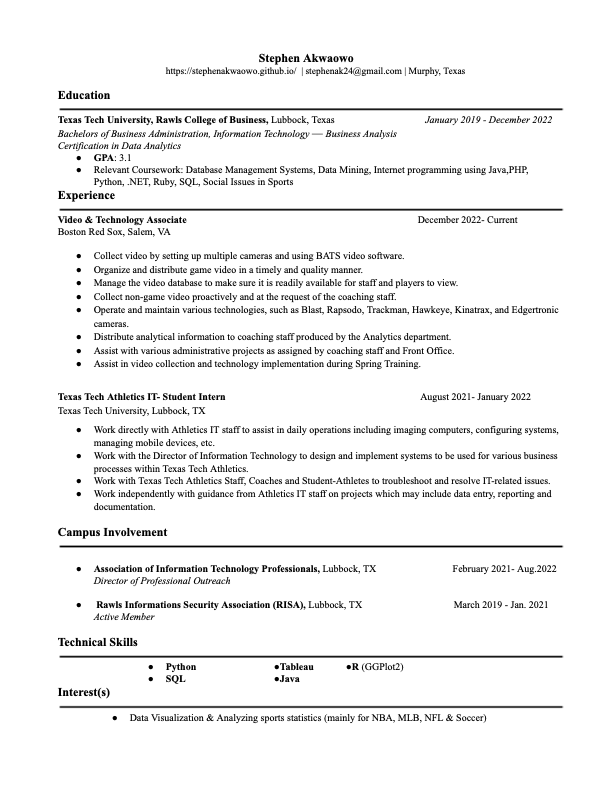 Stephen Akwaowo
https://stephenakwaowo.github.io/ | stephenak24@gmail.com | Murphy, Texas
Education
Texas Tech University, Rawls College of Business, Lubbock, Texas January 2019 - December 2022
Bachelors of Business Administration, Information Technology — Business Analysis
Certification in Data Analytics
● GPA: 3.1
● Relevant Coursework: Database Management Systems, Data Mining, Internet programming using Java,PHP,
Python, .NET, Ruby, SQL, Social Issues in Sports
Experience
Video & Technology Associate December 2022- Current
Boston Red Sox, Salem, VA
● Collect video by setting up multiple cameras and using BATS video software.
● Organize and distribute game video in a timely and quality manner.
● Manage the video database to make sure it is readily available for staff and players to view.
● Collect non-game video proactively and at the request of the coaching staff.
● Operate and maintain various technologies, such as Blast, Rapsodo, Trackman, Hawkeye, Kinatrax, and Edgertronic
cameras.
● Distribute analytical information to coaching staff produced by the Analytics department.
● Assist with various administrative projects as assigned by coaching staff and Front Office.
● Assist in video collection and technology implementation during Spring Training.
Texas Tech Athletics IT- Student Intern August 2021- January 2022
Texas Tech University, Lubbock, TX
● Work directly with Athletics IT staff to assist in daily operations including imaging computers, configuring systems,
managing mobile devices, etc.
● Work with the Director of Information Technology to design and implement systems to be used for various business
processes within Texas Tech Athletics.
● Work with Texas Tech Athletics Staff, Coaches and Student-Athletes to troubleshoot and resolve IT-related issues.
● Work independently with guidance from Athletics IT staff on projects which may include data entry, reporting and
documentation.
Campus Involvement
● Association of Information Technology Professionals, Lubbock, TX February 2021- Aug.2022
Director of Professional Outreach
● Rawls Informations Security Association (RISA), Lubbock, TX March 2019 - Jan. 2021
Active Member
Technical Skills
● Python ●Tableau ●R (GGPlot2)
● SQL ●Java
Interest(s)
● Data Visualization & Analyzing sports statistics (mainly for NBA, MLB, NFL & Soccer)